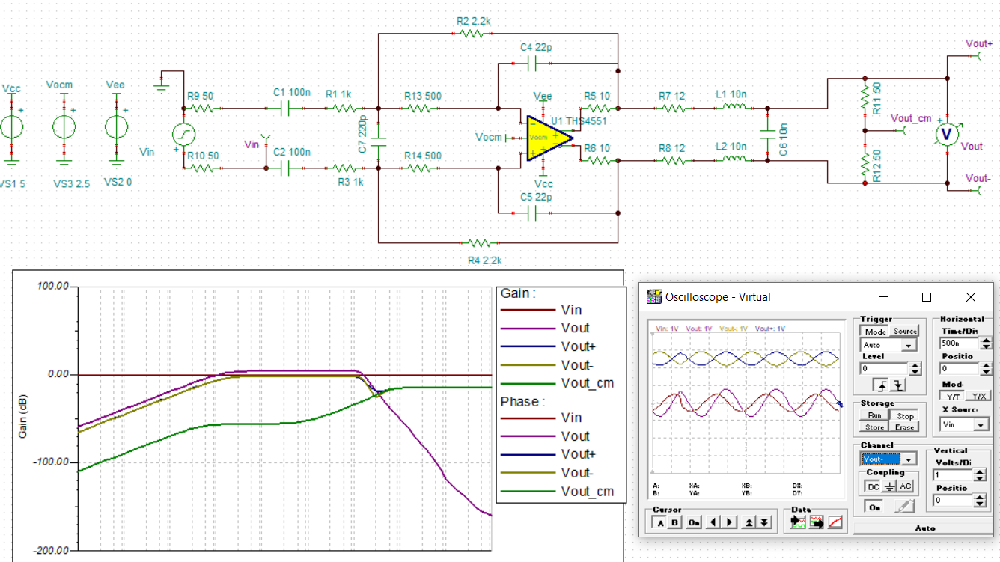 R2 2.2k
C4 22p
Vout+
Vcc
Vocm
Vee
R9 50
C1 100n
R1 1k
R13 500
Vee
R5 10
R7 12
L1 10n
R11 50
U1 THS4551
Vout_cm
C7 220p
Vocm
Vocm
Vin
Vin
V
C6 10n
Vout
R10 50
C2 100n
R14 500
R6 10
R8 12
L2 10n
R12 50
R3 1k
Vcc
Vout-
VS1 5
VS3 2.5
VS2 0
C5 22p
R4 2.2k
100.00
0.00
-100.00
-200.00
Gain (dB)
Gain :
Vin
Vout
Vout+
Vout-
Vout_cm
Phase :
Vin
Vout
Vout+
Vout-
Vout_cm
Oscilloscope - Virtual
Vin: 1V Vout: 1V Vout-: 1V Vout+: 1V
A: XA: XB: DX:
B: YA: YB: DY:
Trigger
Mode Source
Auto
Level
0
Storage
Run Stop
Store Erase
Horizontal
Time/Di
500n
Positio
0
Mod
Y/T Y/X
X Sourc
Vin
Channel
Vout-
Coupling
DC AC
On
Vertical
Volts/Di
1
Positio
0
Cursor
A B On
Data
Auto